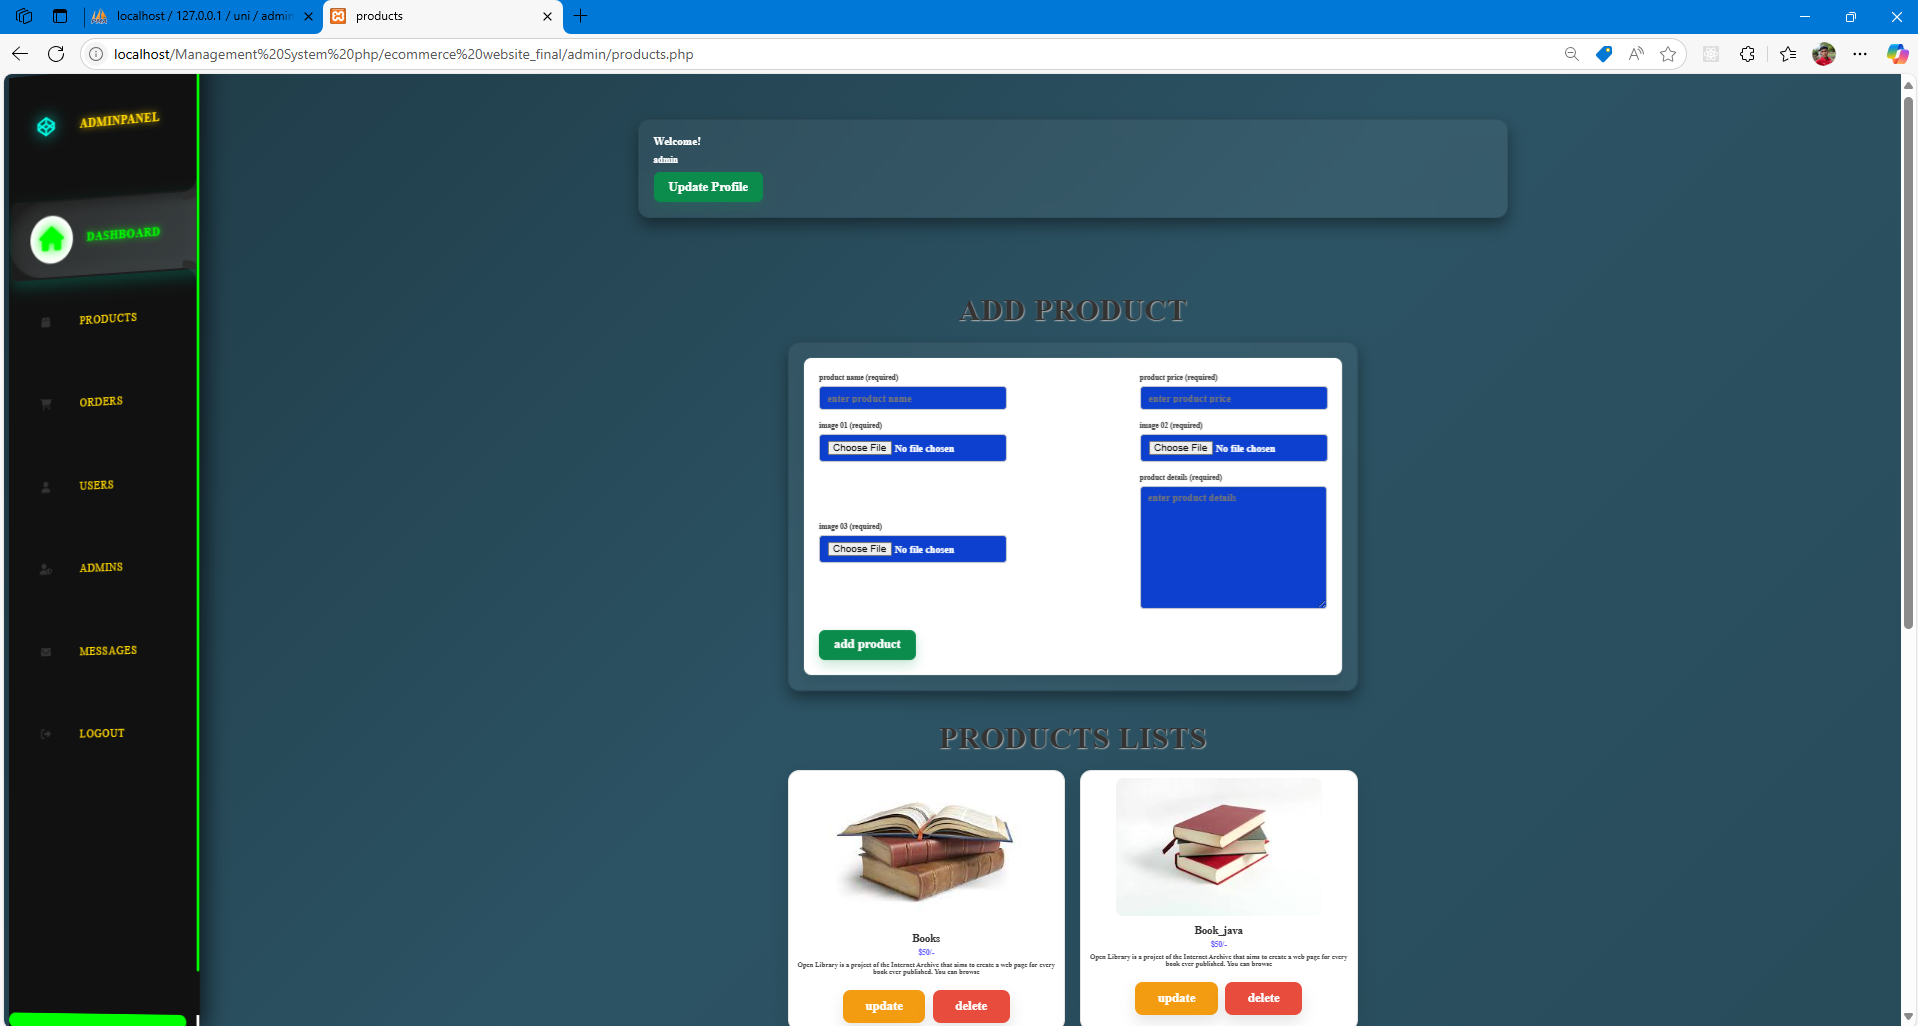 localhost / 127.0.0.1 / uni / admin
products
localhost/Management%20System%20php/ecommerce%20website_final/admin/products.php
ADMINPANEL
DASHBOARD
PRODUCTS
ORDERS
USERS
ADMINS
MESSAGES
LOGOUT
Welcome!
admin
Update Profile
ADD PRODUCT
product name (required)
product price (required)
enter product name
enter product price
image 01 (required)
image 02 (required)
Choose File No file chosen
Choose File No file chosen
product details (required)
enter product details
image 03 (required)
Choose File No file chosen
add product
PRODUCTS LISTS
Books
$50/-
Open Library is a project of the Internet Archive that aims to create a web page for every
book ever published. You can browse
update delete
Book_java
$50/-
Open Library is a project of the Internet Archive that aims to create a web page for every
book ever published. You can browse
update delete